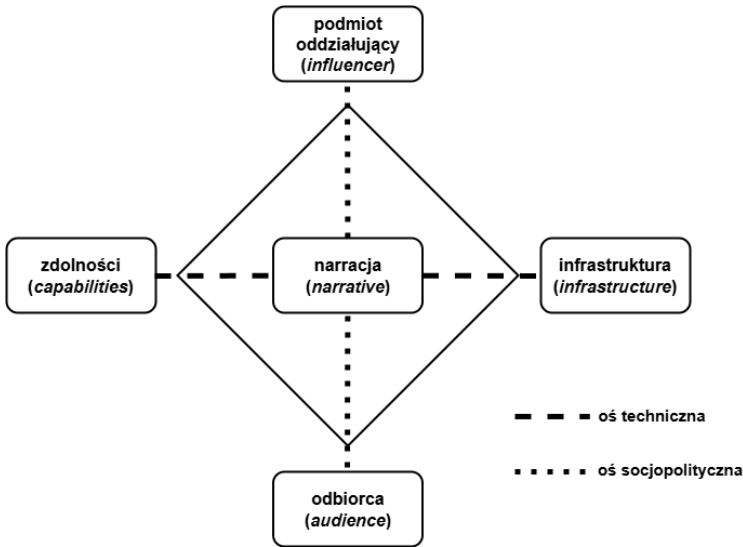 podmiot
oddziałujący
(influencer)
zdolności
(capabilities)
narracja
(narrative)
infrastruktura
(infrastructure)
oś techniczna
oś socjopolityczna
odbiorca
(audience)